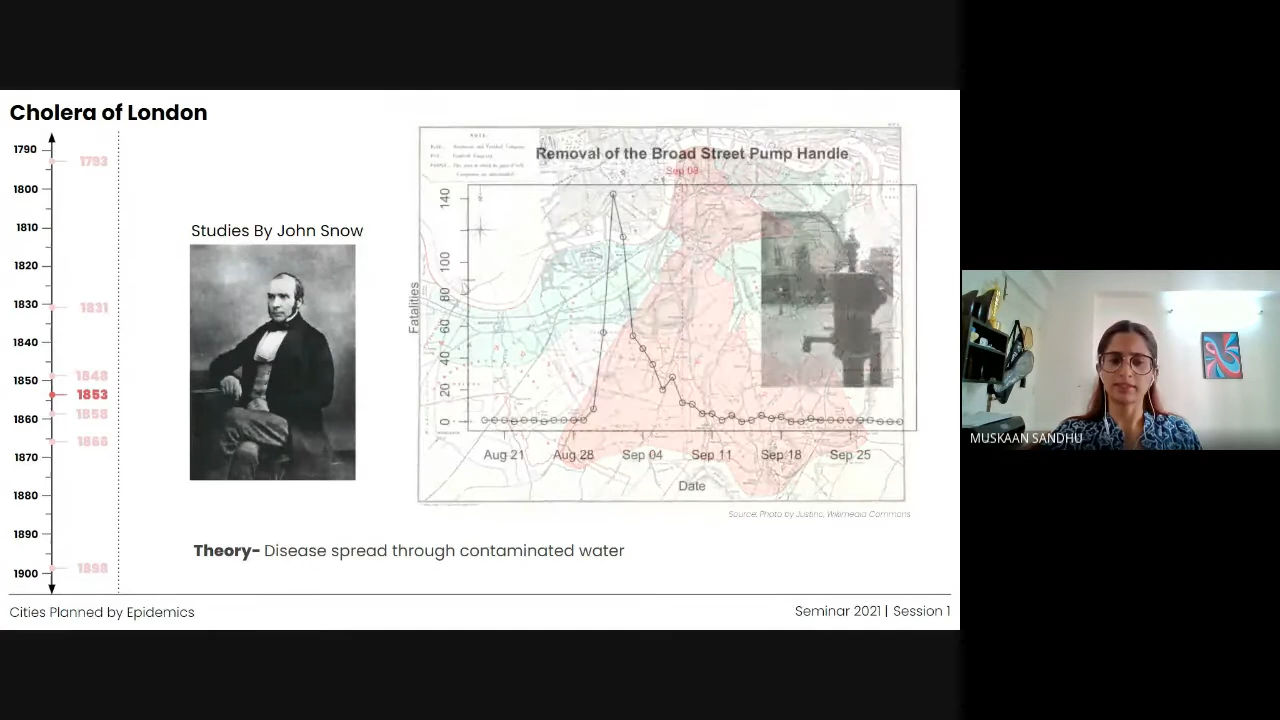 Cholera of London
1790
1793
1800
1810
1820
1830
1831
1840
1848
1850
1853
1858
1860
1866
1870
1880
1890
1898
1900
Studies By John Snow
Removal of the Broad Street Pump Handle
Sep 08
Fatalities
140
100
80
60
40
20
0
Aug 21
Aug 28
Sep 04
Sep 11
Sep 18
Sep 25
Date
Source: Photo by Justinc, Wikimedia Commons
Theory- Disease spread through contaminated water
Cities Planned by Epidemics
Seminar 2021 | Session 1
MUSKAAN SANDHU